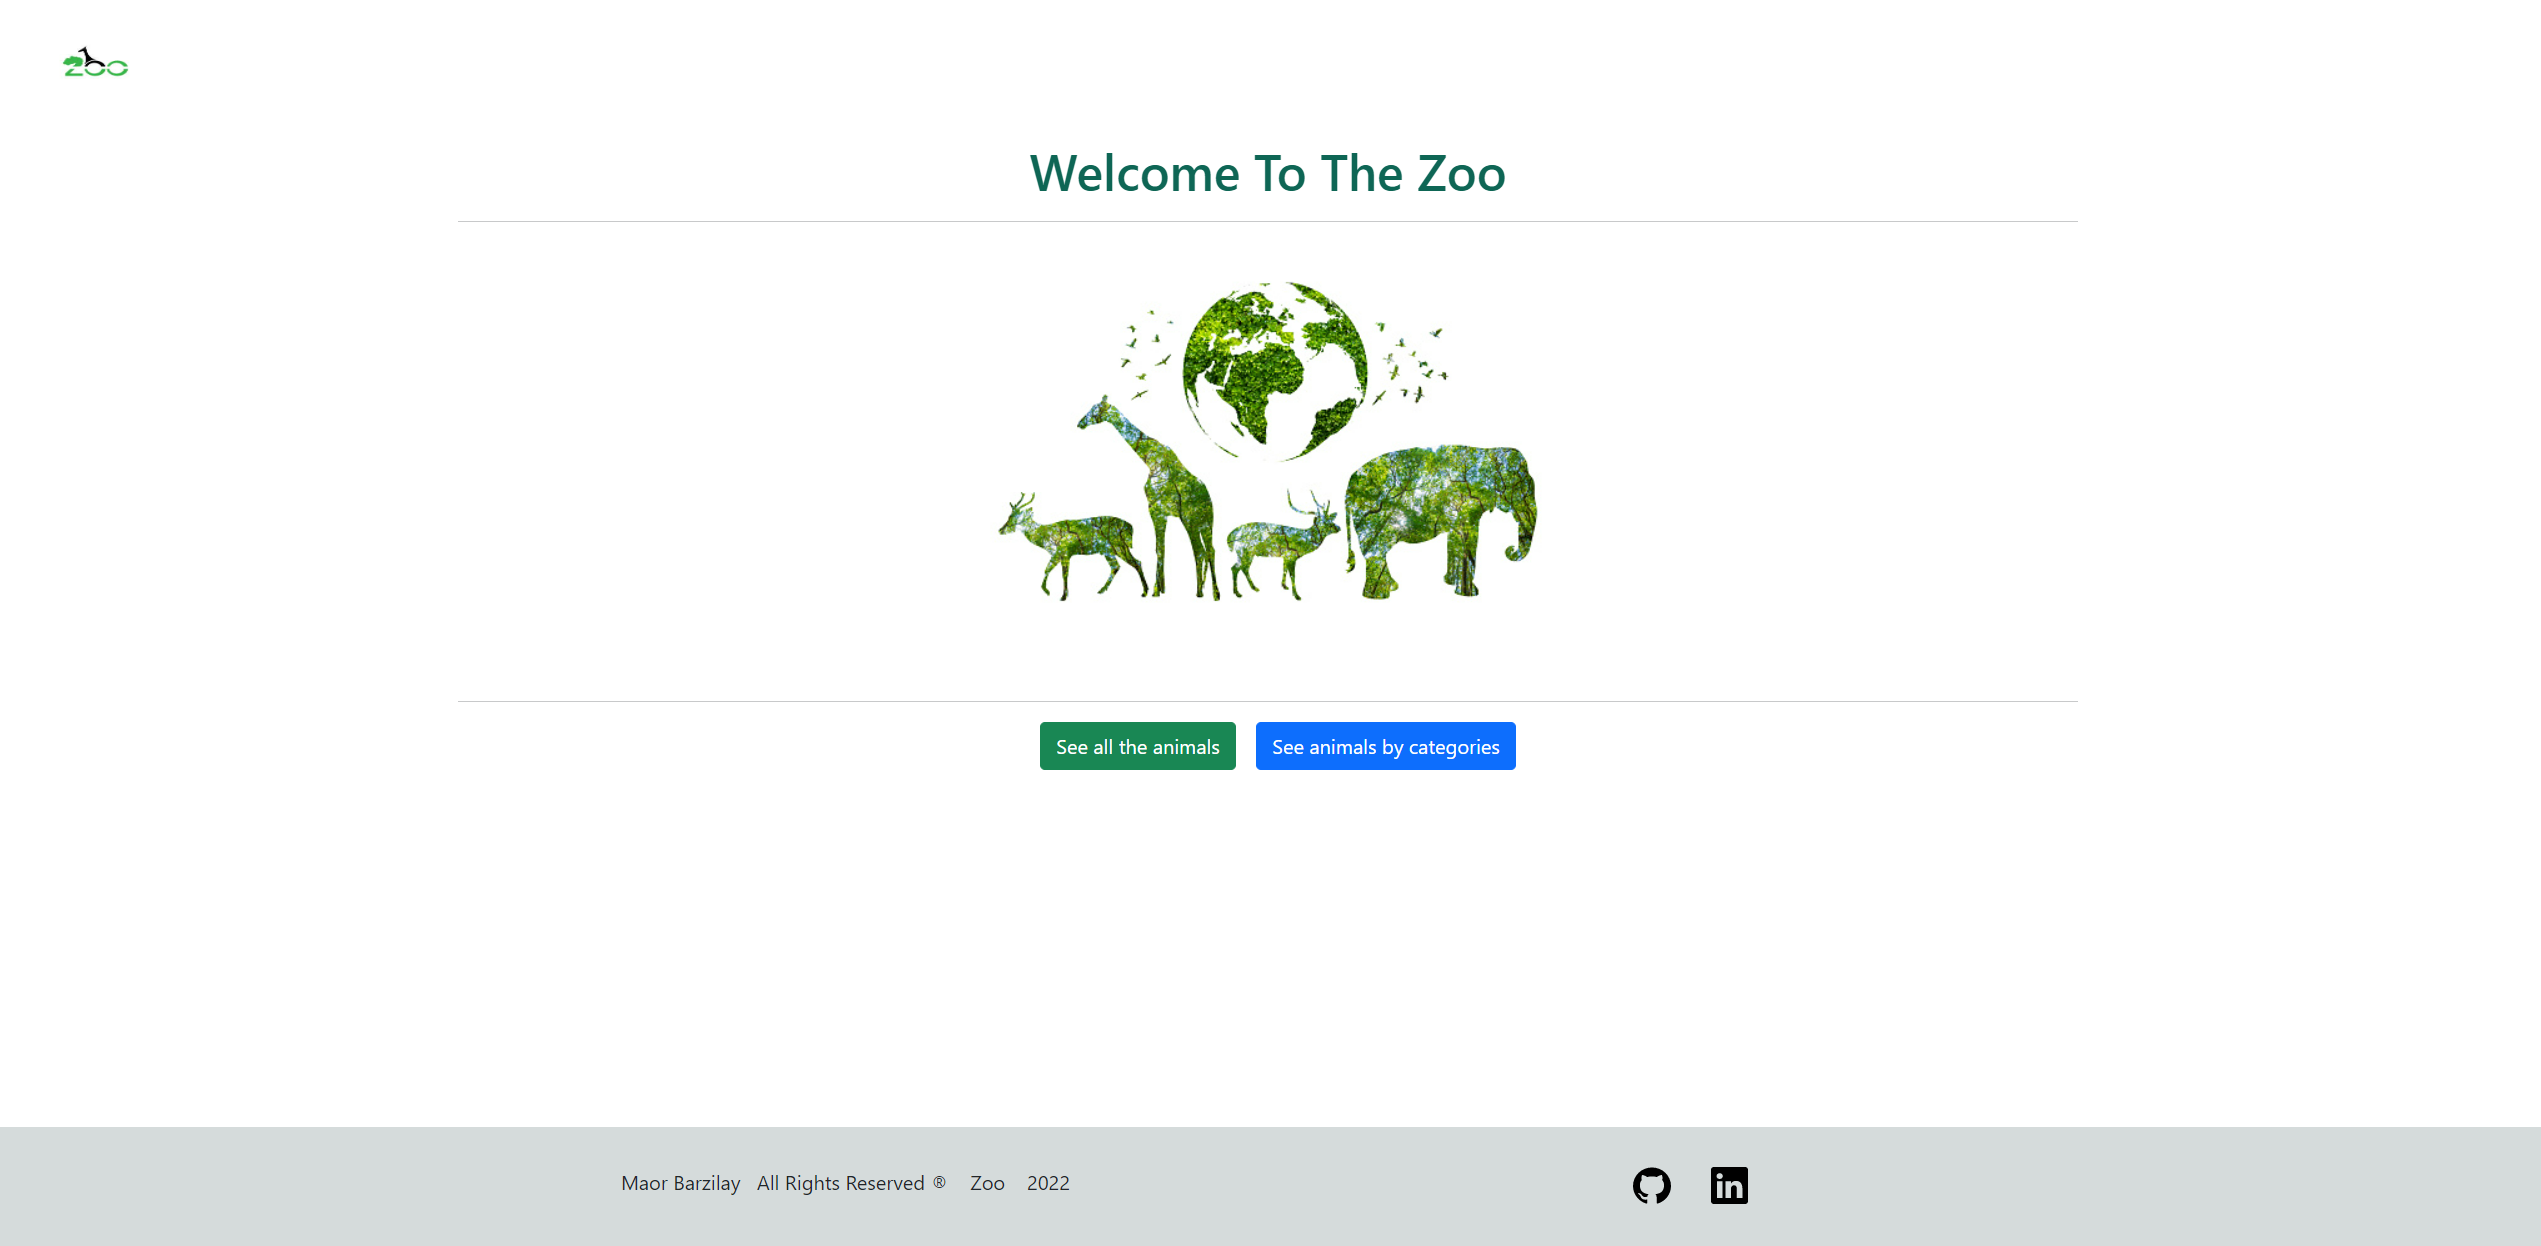 ZOO
Welcome To The Zoo
See all the animals
See animals by categories
Maor Barzilay All Rights Reserved ® Zoo 2022
in